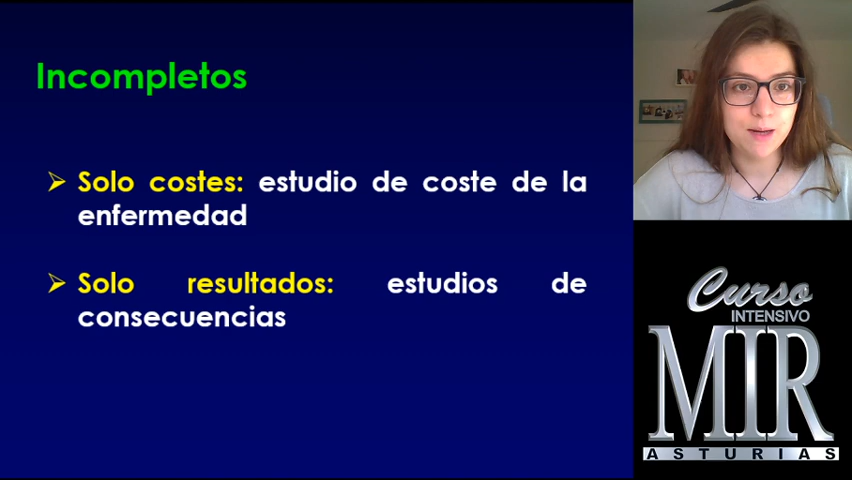 Incompletos
➢ Solo costes: estudio de coste de la
enfermedad
➢ Solo resultados: estudios de
consecuencias
Curso
INTENSIVO
MIR
ASTURIAS